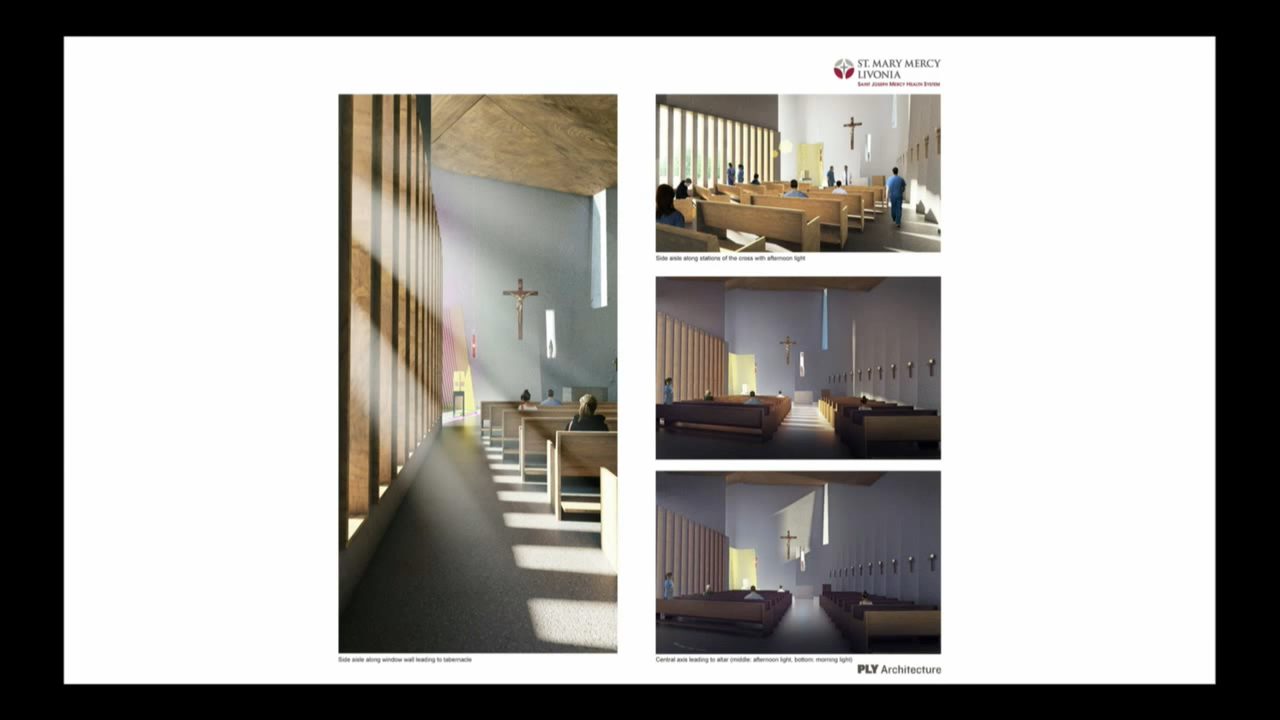 ST. MARY MERCY
LIVONIA
SAINT JOSEPH MERCY HEALTH SYSTEM
Side aisle along stations of the cross with afternoon light
Side aisle along window wall leading to tabernacle
Central axis leading to altar (middle: afternoon light, bottom: morning light)
PLY Architecture